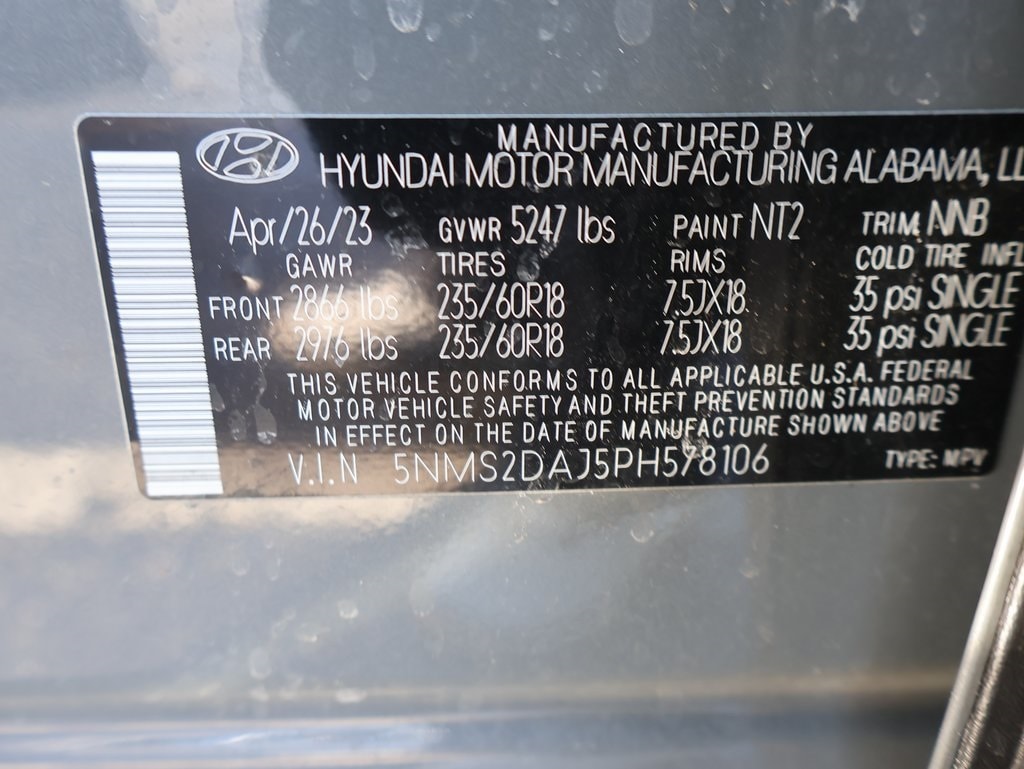 MANUFACTURED BY
HYUNDAI MOTOR MANUFACTURING ALABAMA, LL
Apr/26/23 GVWR 5247 lbs PAINT NT2 TRIM NNB
GAWR TIRES RIMS COLD TIRE INFL
FRONT 2866 lbs 235/60R18 7.5JX18 35 psi SINGLE
REAR 2976 lbs 235/60R18 7.5JX18 35 psi SINGLE
THIS VEHICLE CONFORMS TO ALL APPLICABLE U.S.A. FEDERAL
MOTOR VEHICLE SAFETY AND THEFT PREVENTION STANDARDS
IN EFFECT ON THE DATE OF MANUFACTURE SHOWN ABOVE
V.I.N 5NMS2DAJ5PH578106 TYPE: MPV